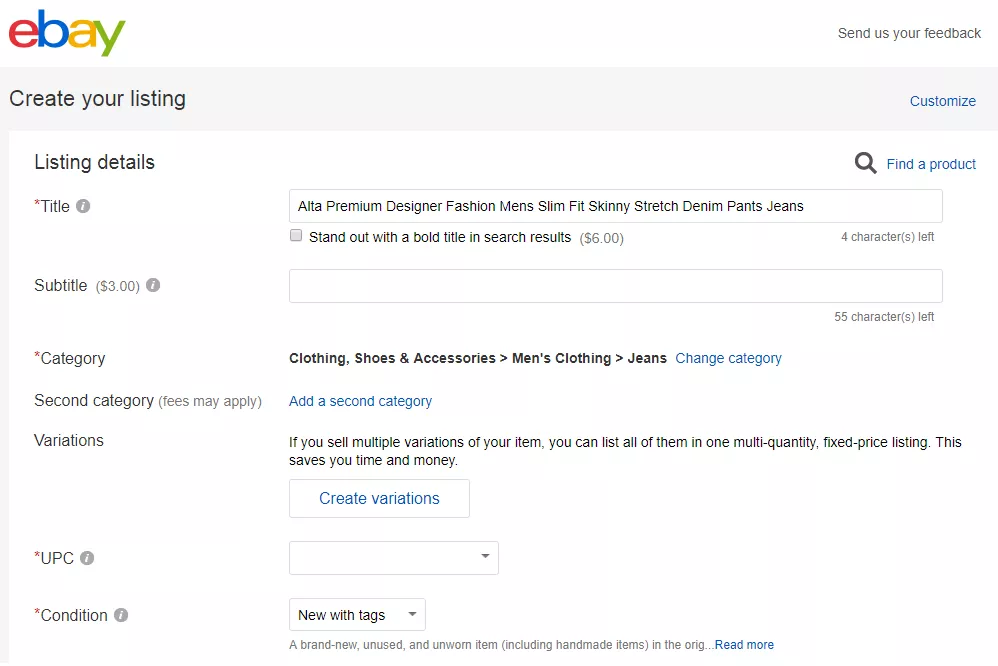 ebay
Send us your feedback
Create your listing
Customize
Listing details
Find a product
*Title i
Alta Premium Designer Fashion Mens Slim Fit Skinny Stretch Denim Pants Jeans
Stand out with a bold title in search results ($6.00)
4 character(s) left
Subtitle ($3.00) i
55 character(s) left
*Category
Clothing, Shoes & Accessories > Men's Clothing > Jeans Change category
Second category (fees may apply)
Add a second category
Variations
If you sell multiple variations of your item, you can list all of them in one multi-quantity, fixed-price listing. This
saves you time and money.
Create variations
*UPC i
*Condition i
New with tags
A brand-new, unused, and unworn item (including handmade items) in the orig...Read more